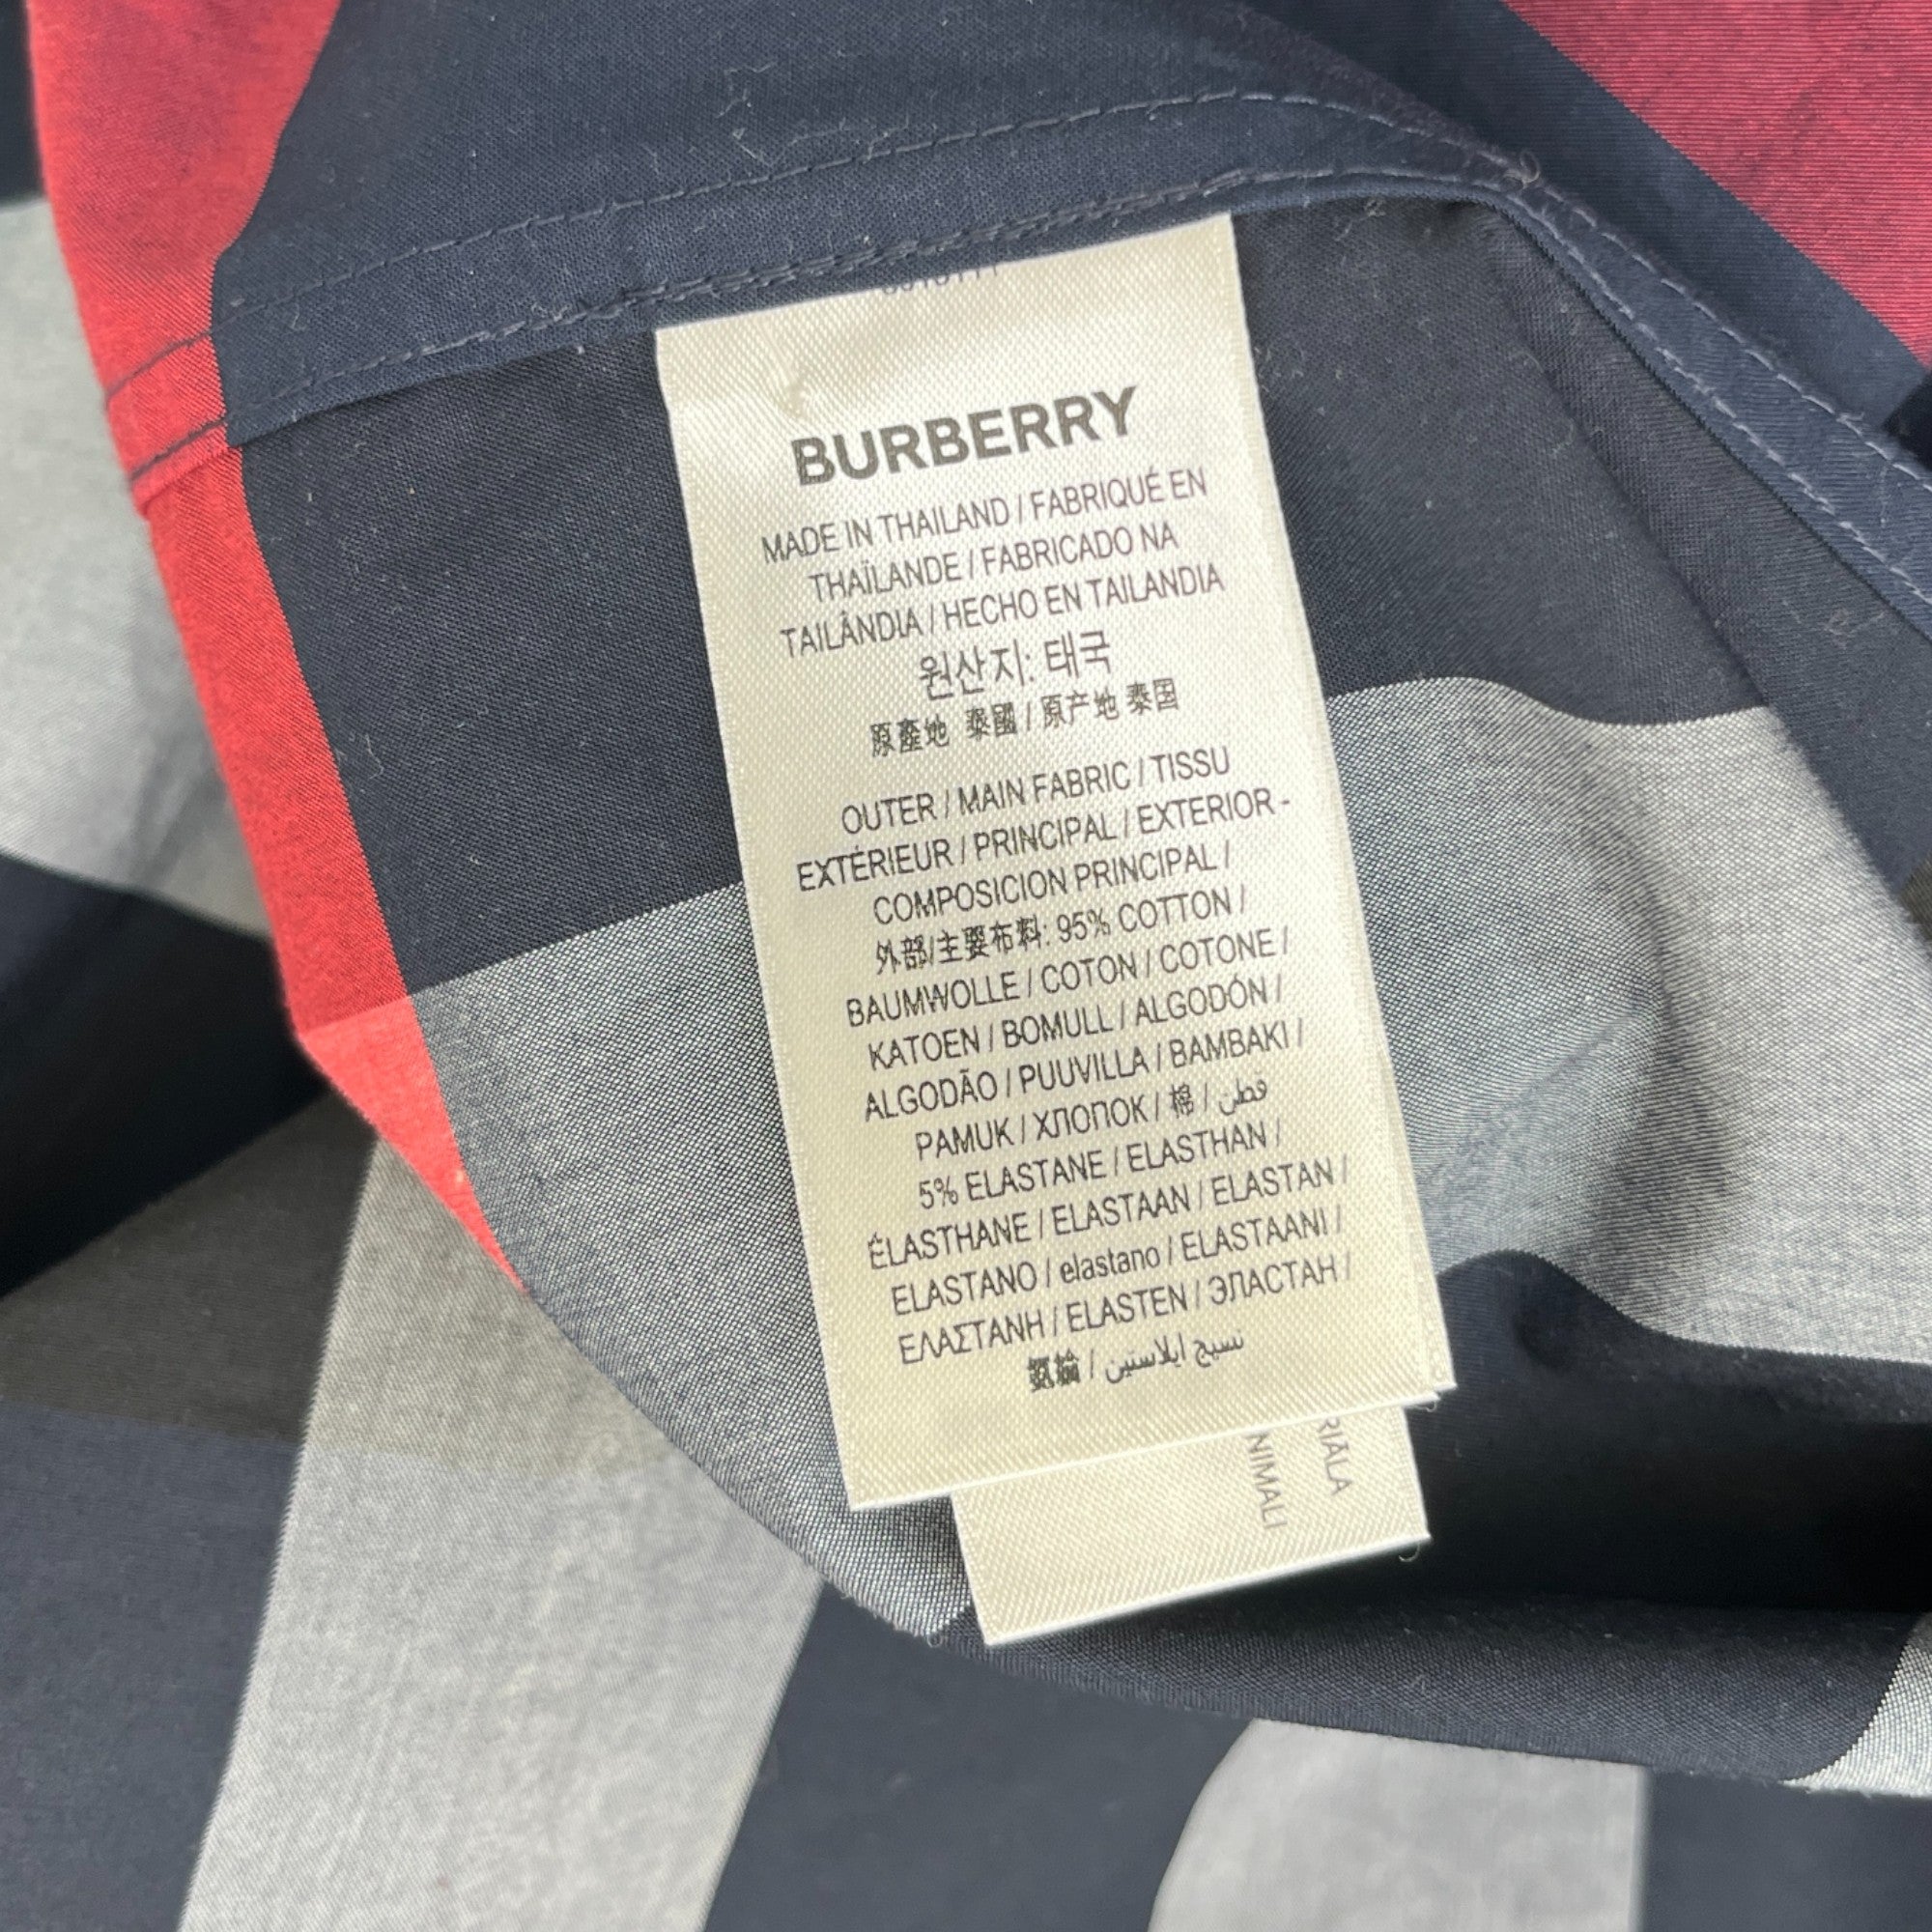 BURBERRY
MADE IN THAILAND / FABRIQUÉ EN
THAÏLANDE / FABRICADO NA
TAILÂNDIA / HECHO EN TAILANDIA
원산지: 태국
原產地 泰國 / 原产地 泰国
OUTER / MAIN FABRIC / TISSU
EXTÉRIEUR / PRINCIPAL / EXTERIOR -
COMPOSICION PRINCIPAL /
外部/主要布料: 95% COTTON /
BAUMWOLLE / COTON / COTONE /
KATOEN / BOMULL / ALGODÓN /
ALGODÃO / PUUVILLA / BAMBAKI /
PAMUK / ХЛОПОК / 棉 / قطن
5% ELASTANE / ELASTHAN /
ÉLASTHANE / ELASTAAN / ELASTAN /
ELASTANO / elastano / ELASTAANI /
ΕΛΑΣΤΑΝΗ / ELASTEN / ЭЛАСТАН /
氨綸 / نسيج ايلاستين
RIĀLA
NIMALI